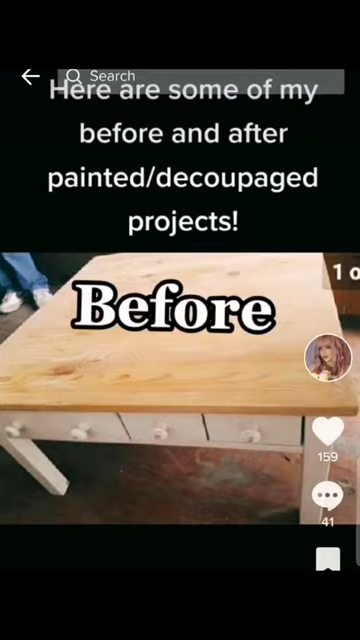 Search
Here are some of my
before and after
painted/decoupaged
projects!
1 o
Before
159
41